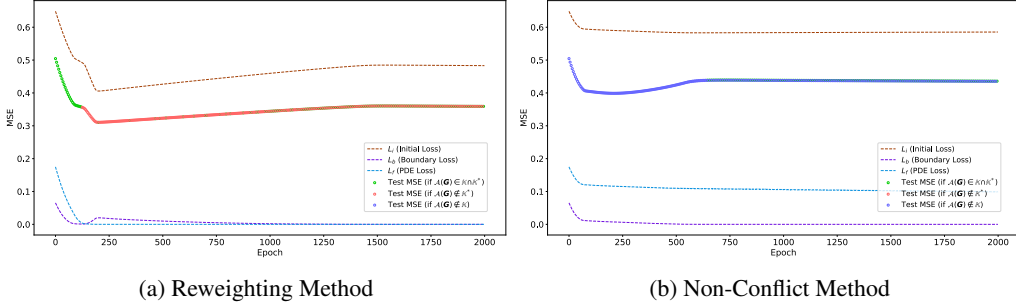 0.6
0.5
0.4
0.3
0.2
0.1
0.0
MSE
0
250
500
750
1000
1250
1500
1750
2000
Epoch
L_i (Initial Loss)
L_b (Boundary Loss)
L_f (PDE Loss)
Test MSE (if 𝒜(G) ∈ 𝕂∩𝕂*)
Test MSE (if 𝒜(G) ∉ 𝕂*)
Test MSE (if 𝒜(G) ∉ 𝕂)
(a) Reweighting Method
0.6
0.5
0.4
0.3
0.2
0.1
0.0
MSE
0
250
500
750
1000
1250
1500
1750
2000
Epoch
L_i (Initial Loss)
L_b (Boundary Loss)
L_f (PDE Loss)
Test MSE (if 𝒜(G) ∈ 𝕂∩𝕂*)
Test MSE (if 𝒜(G) ∉ 𝕂*)
Test MSE (if 𝒜(G) ∉ 𝕂)
(b) Non-Conflict Method